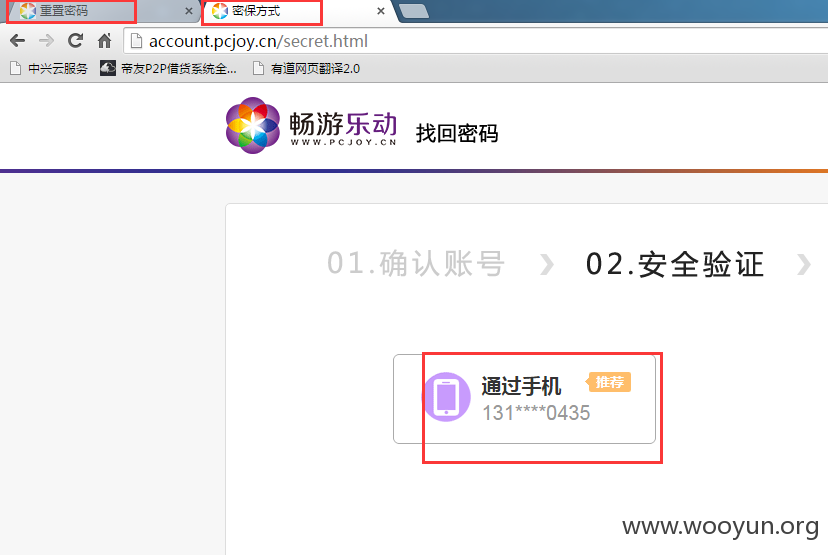 重置密码
密保方式
account.pcjoy.cn/secret.html
中兴云服务
帝友P2P借货系统全...
有道网页翻译2.0
畅游乐动
WWW.PCJOY.CN
找回密码
01.确认账号
02.安全验证
通过手机
推荐
131****0435
www.wooyun.org